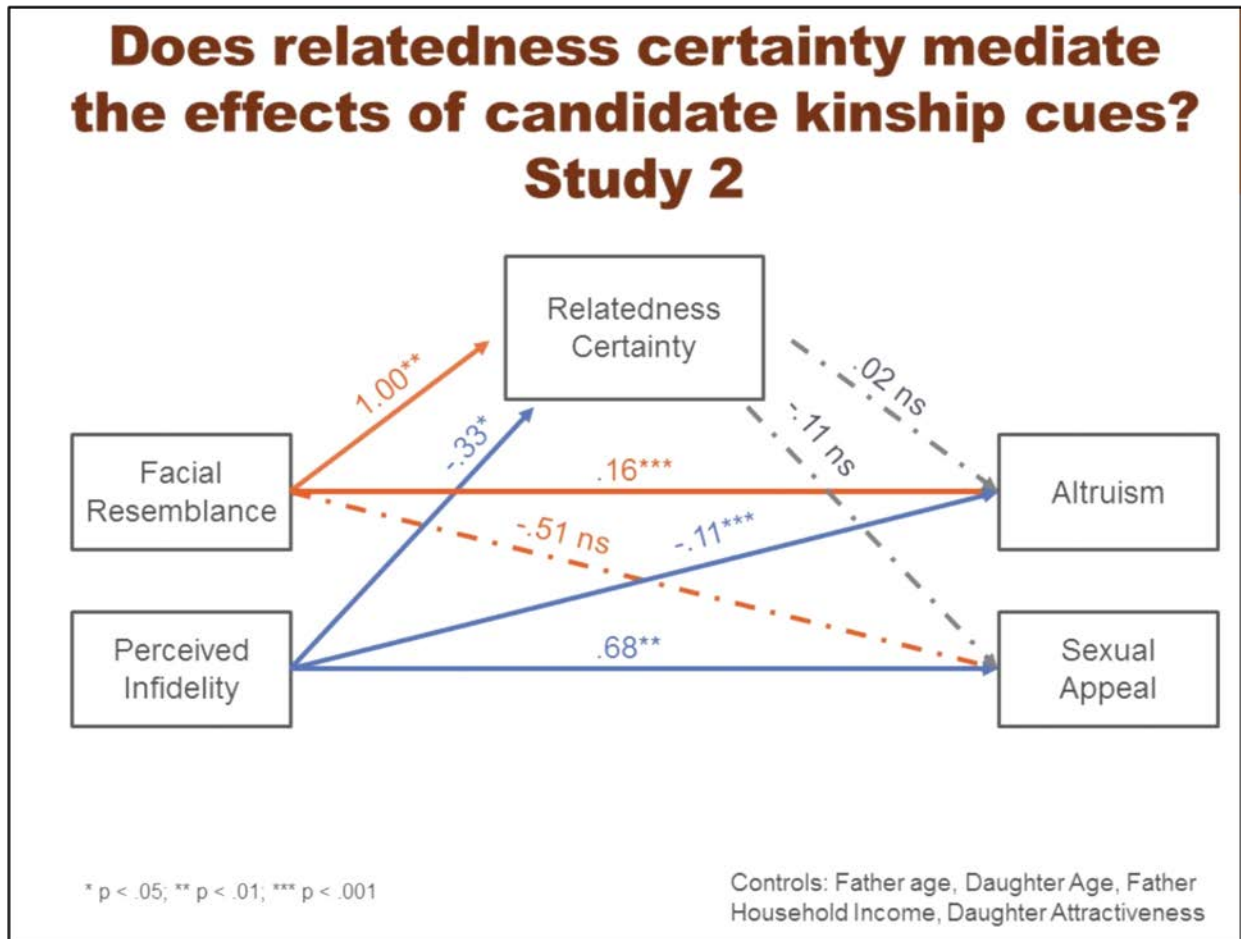 Does relatedness certainty mediate
the effects of candidate kinship cues?
Study 2
Relatedness
Certainty
1.00**
-.33*
.02 ns
-.11 ns
Facial
Resemblance
.16***
Altruism
-.51 ns
-.11***
Perceived
Infidelity
.68**
Sexual
Appeal
* p < .05; ** p < .01; *** p < .001
Controls: Father age, Daughter Age, Father
Household Income, Daughter Attractiveness